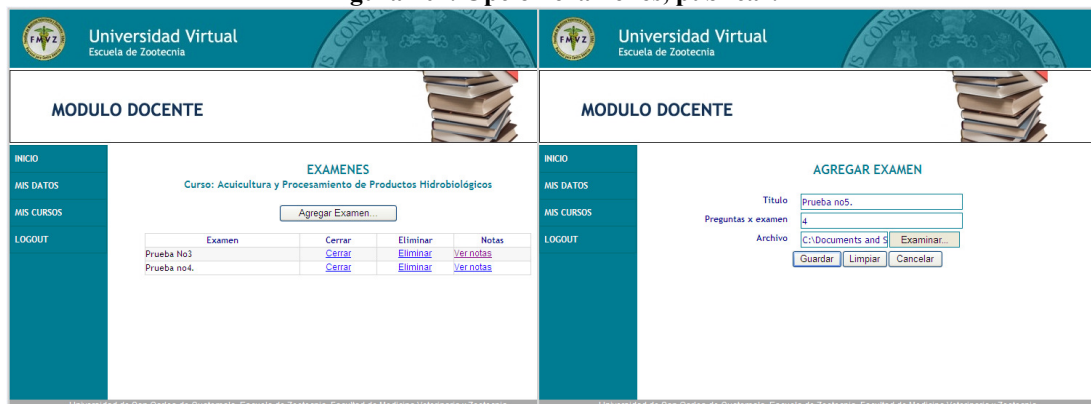 Universidad Virtual
Escuela de Zootecnia
FMVZ
MODULO DOCENTE
INICIO
MIS DATOS
MIS CURSOS
LOGOUT
EXAMENES
Curso: Acuicultura y Procesamiento de Productos Hidrobiológicos
Agregar Examen...
Examen Cerrar Eliminar Notas
Prueba No3 Cerrar Eliminar Ver notas
Prueba no4. Cerrar Eliminar Ver notas
Universidad Virtual
Escuela de Zootecnia
FMVZ
MODULO DOCENTE
INICIO
MIS DATOS
MIS CURSOS
LOGOUT
AGREGAR EXAMEN
Titulo Prueba no5.
Preguntas x examen 4
Archivo C:\Documents and S Examinar...
Guardar Limpiar Cancelar